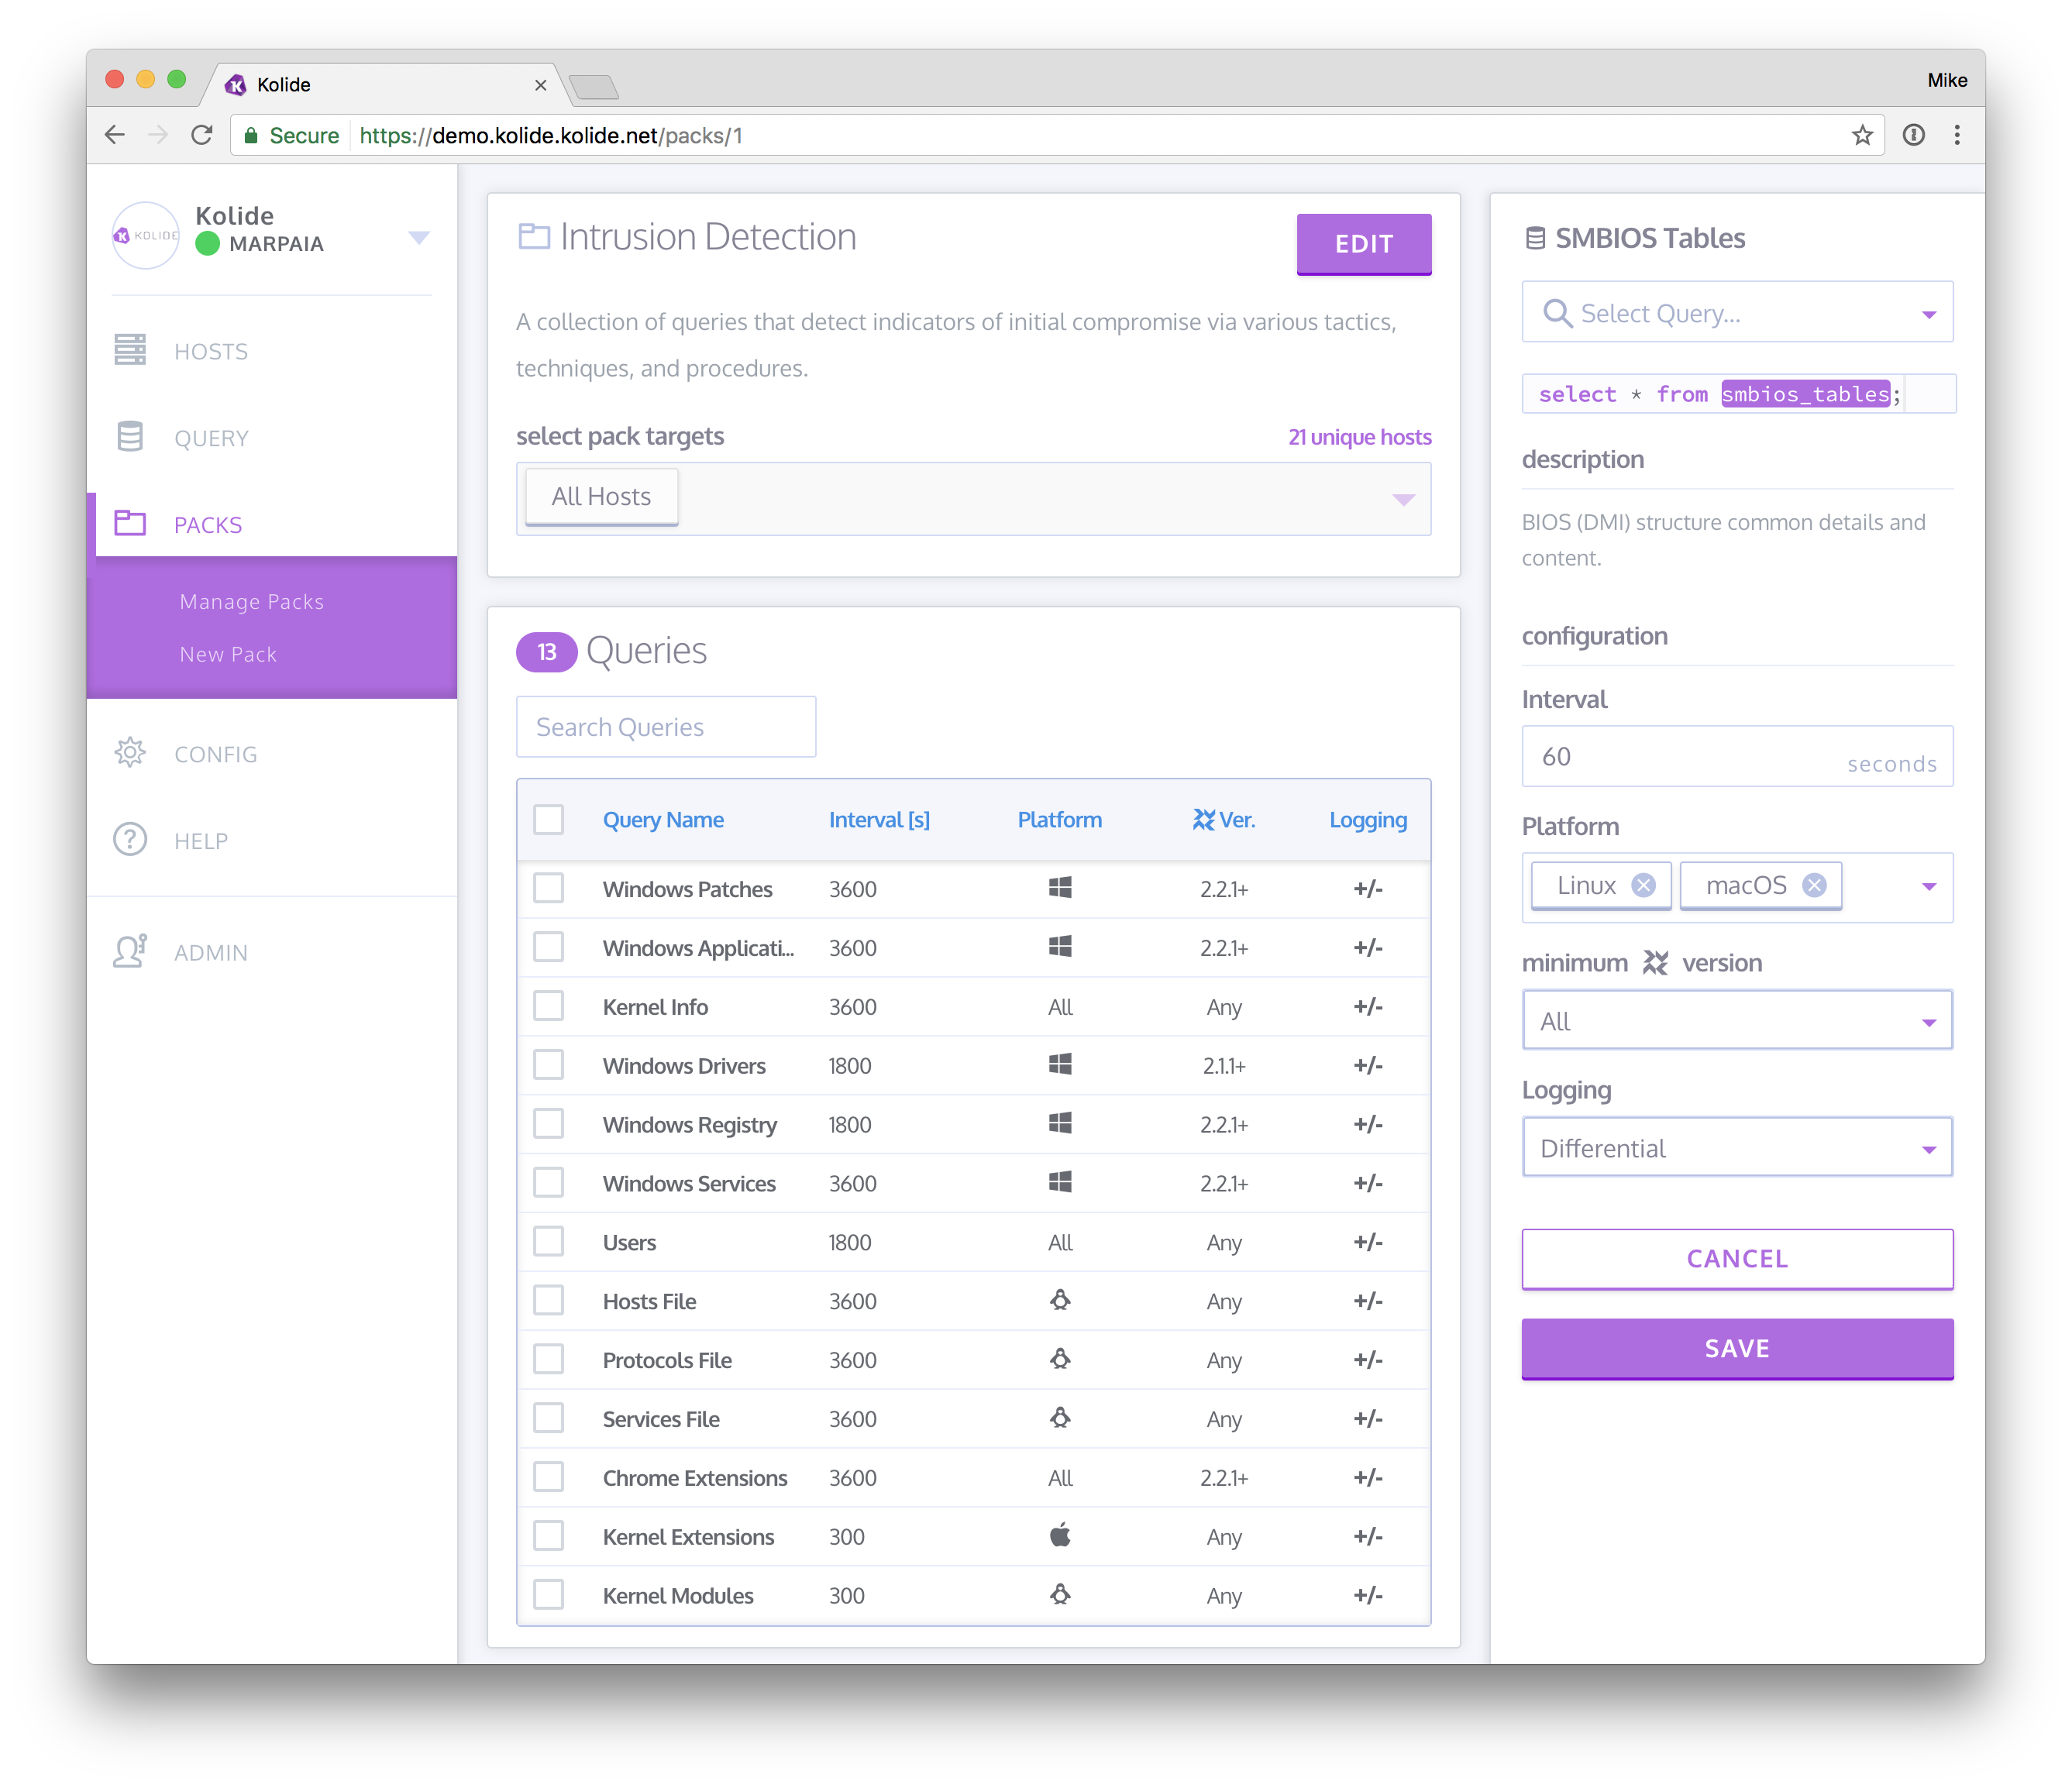 Kolide
Mike
Secure
https://demo.kolide.kolide.net/packs/1
KOLIDE
Kolide
MARPAIA
HOSTS
QUERY
PACKS
Manage Packs
New Pack
CONFIG
HELP
ADMIN
Intrusion Detection
EDIT
A collection of queries that detect indicators of initial compromise via various tactics,
techniques, and procedures.
select pack targets
21 unique hosts
All Hosts
13 Queries
Search Queries
Query Name Interval [s] Platform Ver. Logging
Windows Patches 3600 2.2.1+ +/-
Windows Applicati... 3600 2.2.1+ +/-
Kernel Info 3600 All Any +/-
Windows Drivers 1800 2.1.1+ +/-
Windows Registry 1800 2.2.1+ +/-
Windows Services 3600 2.2.1+ +/-
Users 1800 All Any +/-
Hosts File 3600 Any +/-
Protocols File 3600 Any +/-
Services File 3600 Any +/-
Chrome Extensions 3600 All 2.2.1+ +/-
Kernel Extensions 300 Any +/-
Kernel Modules 300 Any +/-
SMBIOS Tables
Select Query...
select * from smbios_tables;
description
BIOS (DMI) structure common details and
content.
configuration
Interval
60 seconds
Platform
Linux macOS
minimum version
All
Logging
Differential
CANCEL
SAVE